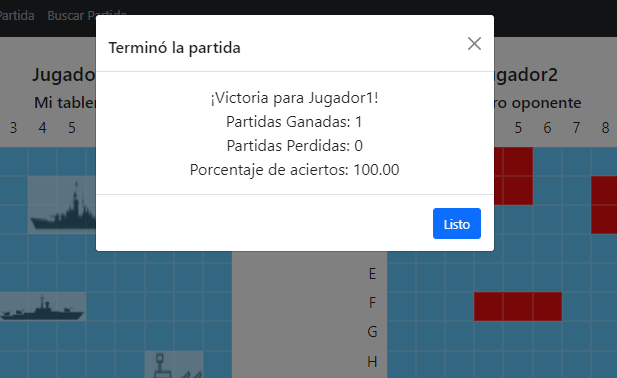 Partida Buscar Partida
Terminó la partida
¡Victoria para Jugador1!
Partidas Ganadas: 1
Partidas Perdidas: 0
Porcentaje de aciertos: 100.00
Listo
Jugado
Mi tabler
3 4 5
gador2
ro oponente
5 6 7 8
E
F
G
H